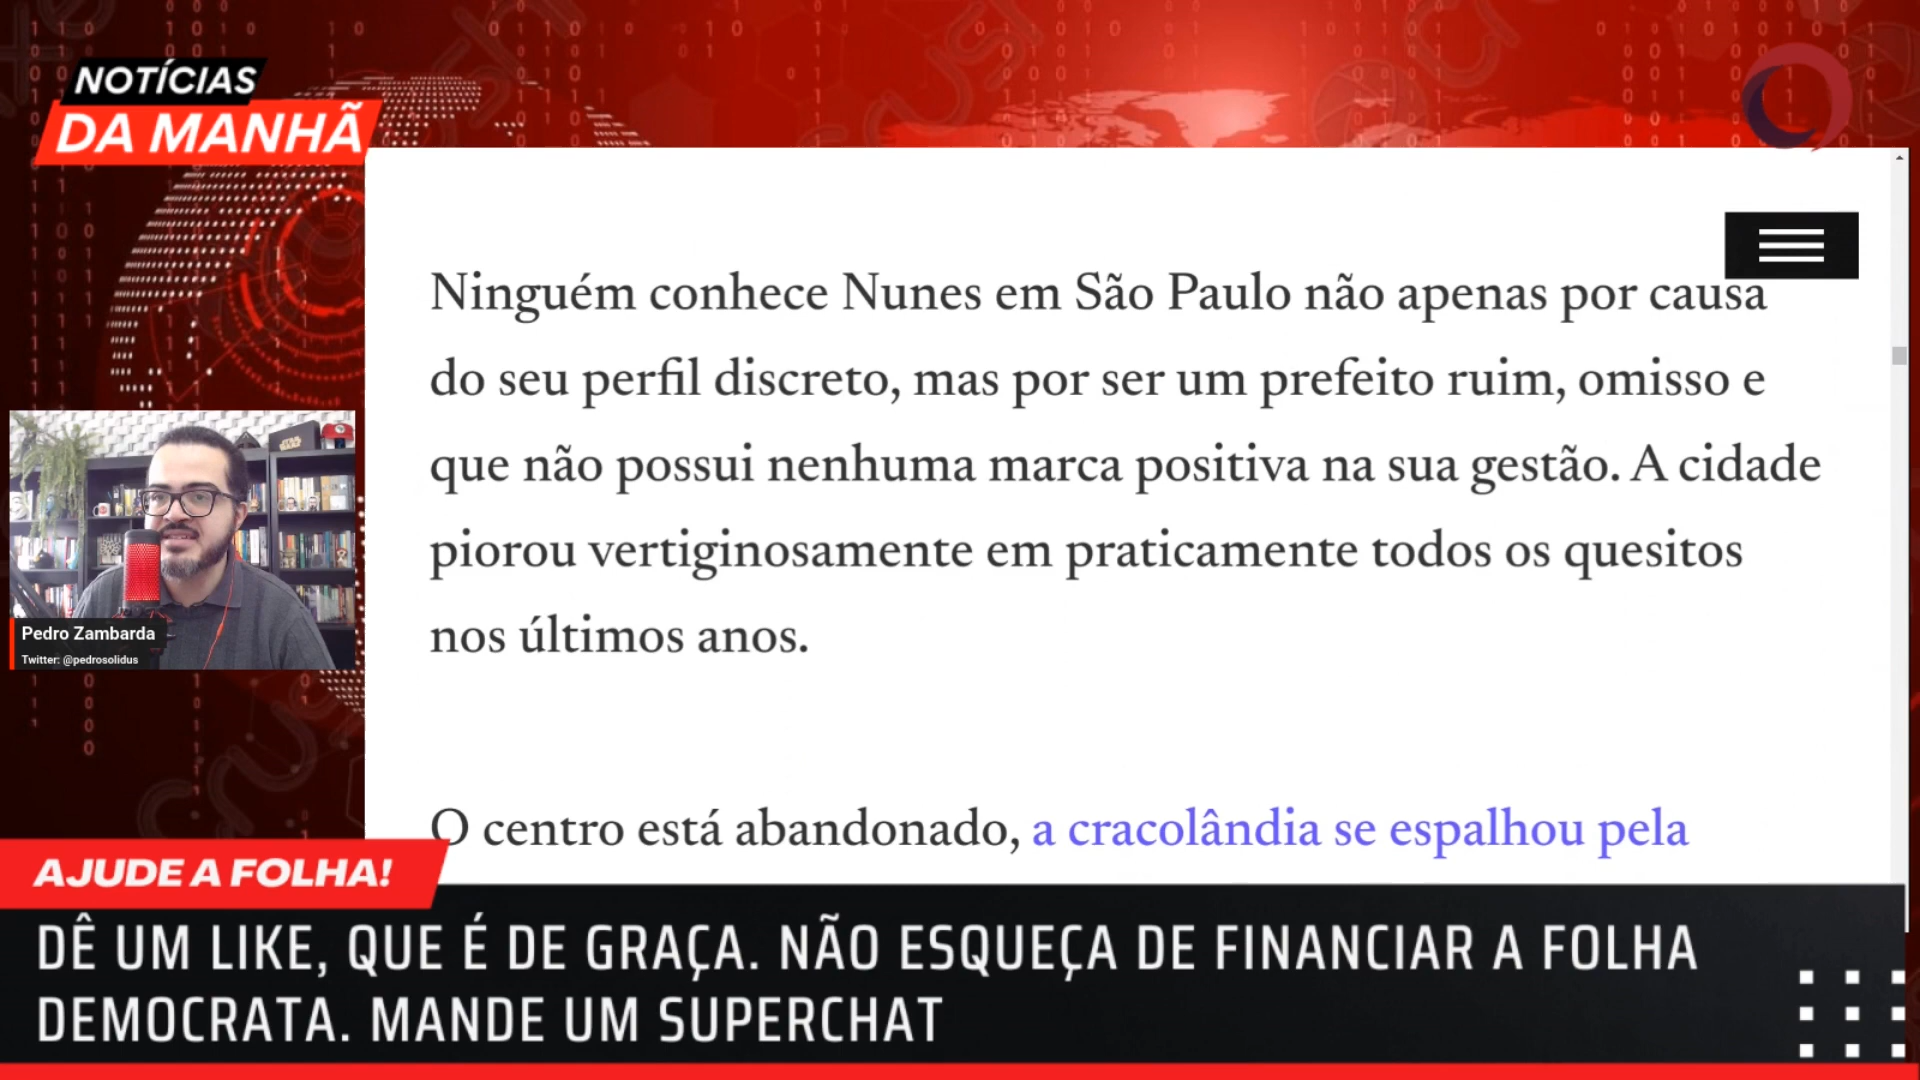 NOTÍCIAS
DA MANHÃ
Ninguém conhece Nunes em São Paulo não apenas por causa
do seu perfil discreto, mas por ser um prefeito ruim, omisso e
que não possui nenhuma marca positiva na sua gestão. A cidade
piorou vertiginosamente em praticamente todos os quesitos
nos últimos anos.
O centro está abandonado, a cracolândia se espalhou pela
Pedro Zambarda
Twitter: @pedrosolidus
AJUDE A FOLHA!
DÊ UM LIKE, QUE É DE GRAÇA. NÃO ESQUEÇA DE FINANCIAR A FOLHA
DEMOCRATA. MANDE UM SUPERCHAT